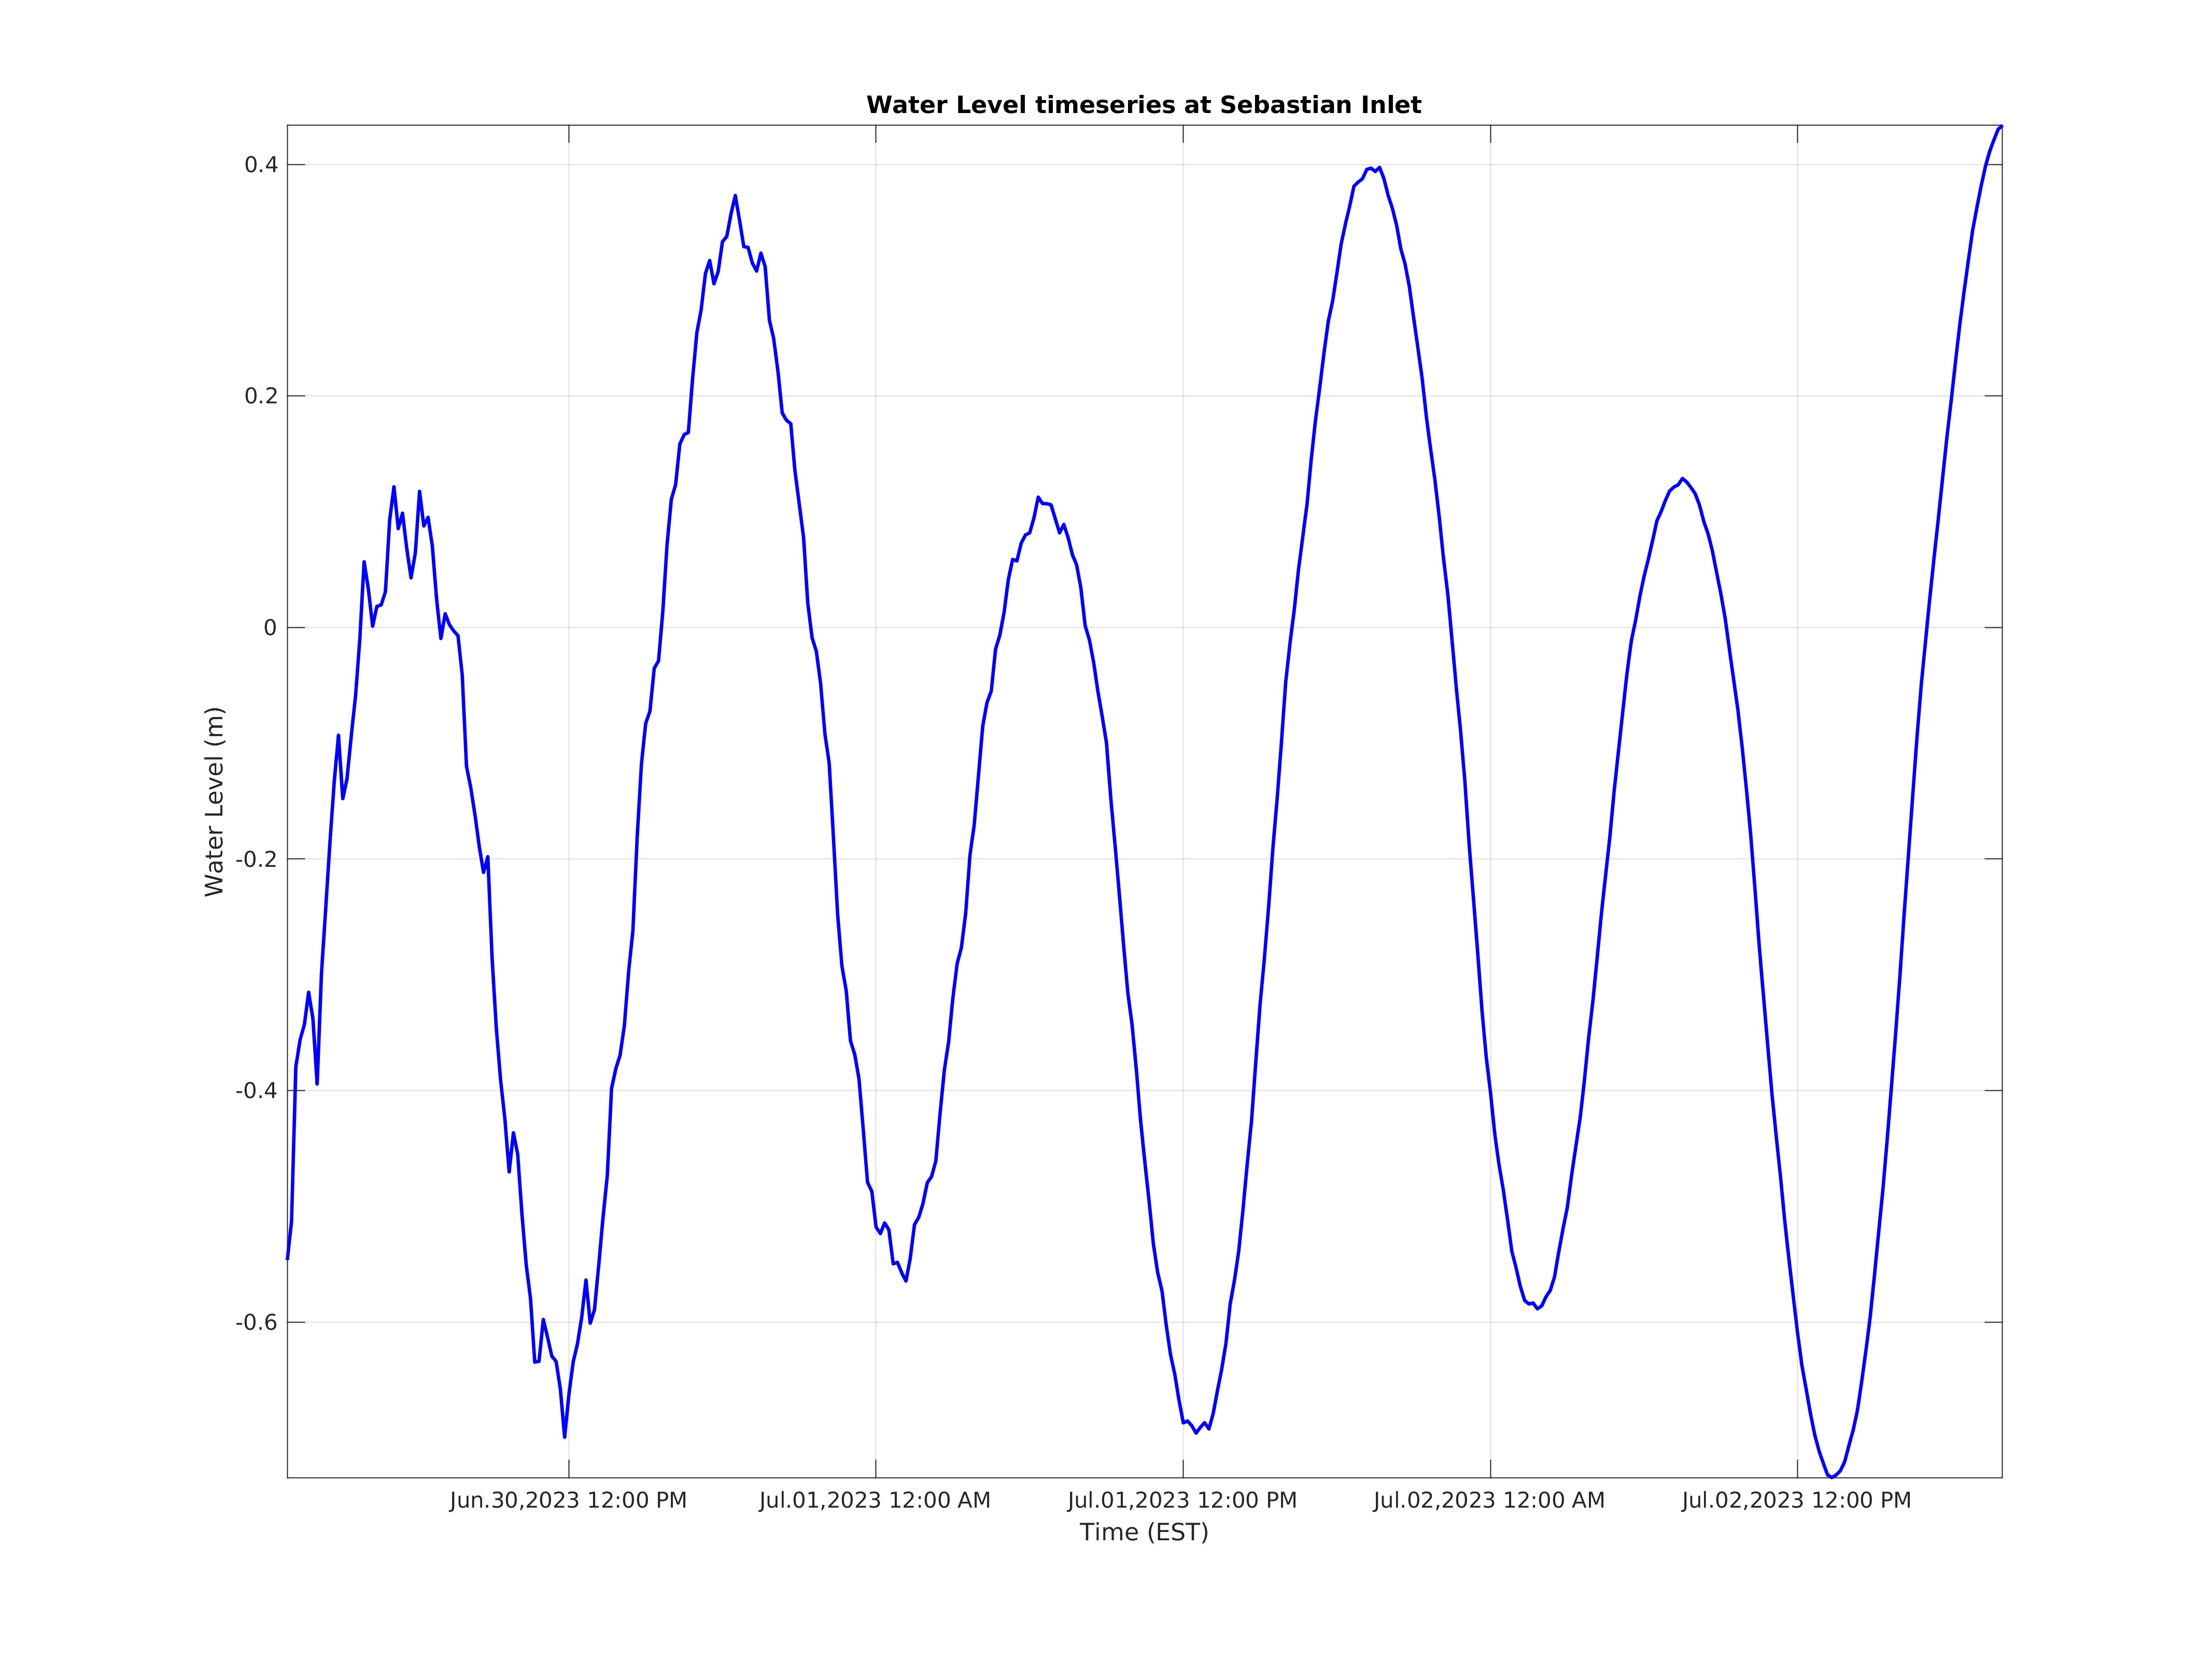 Water Level timeseries at Sebastian Inlet
0.4
0.2
0
-0.2
-0.4
-0.6
Water Level (m)
Jun.30,2023 12:00 PM
Jul.01,2023 12:00 AM
Jul.01,2023 12:00 PM
Jul.02,2023 12:00 AM
Jul.02,2023 12:00 PM
Time (EST)